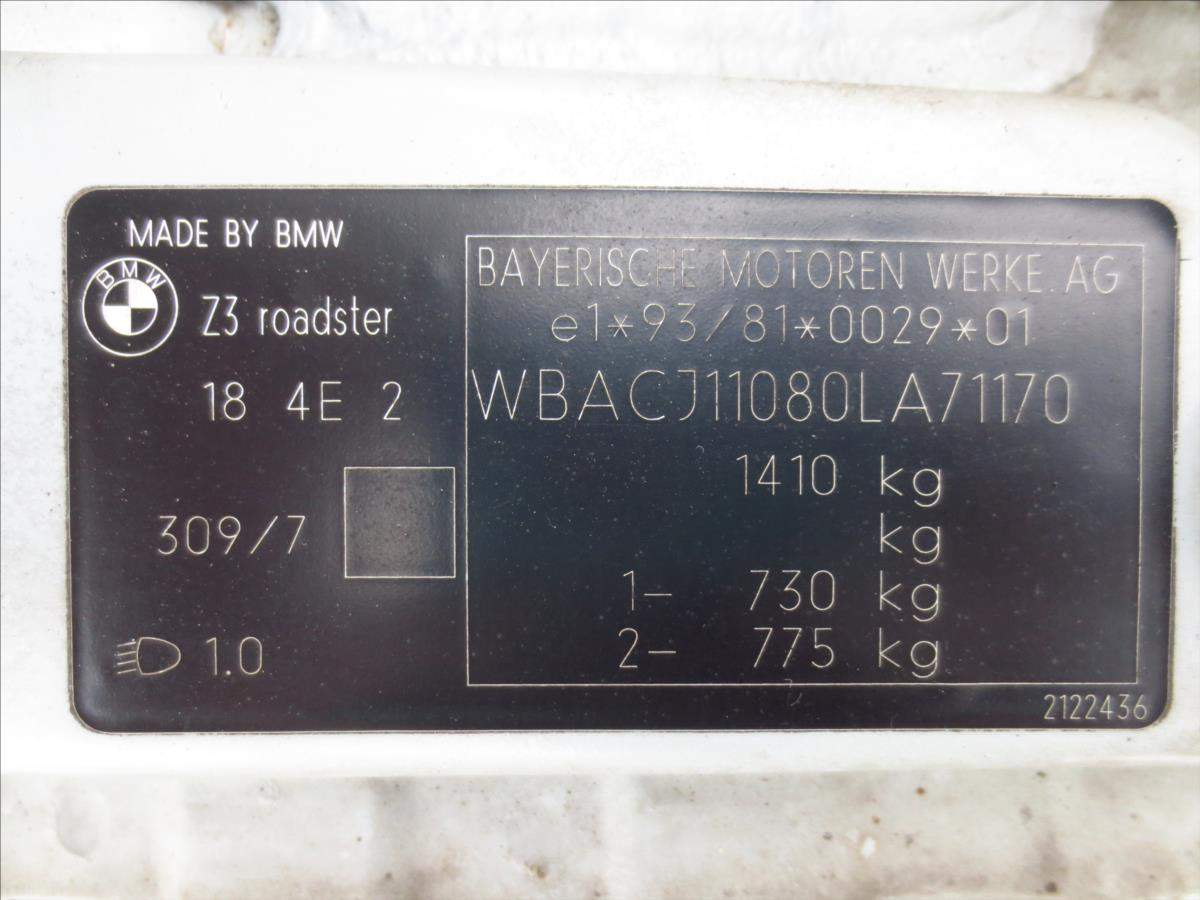 MADE BY BMW
BMW
Z3 roadster
18 4E 2
309/7
1.0
BAYERISCHE MOTOREN WERKE AG
e1*93/81*0029*01
WBACJ11080LA71170
1410 kg
kg
1- 730 kg
2- 775 kg
2122436